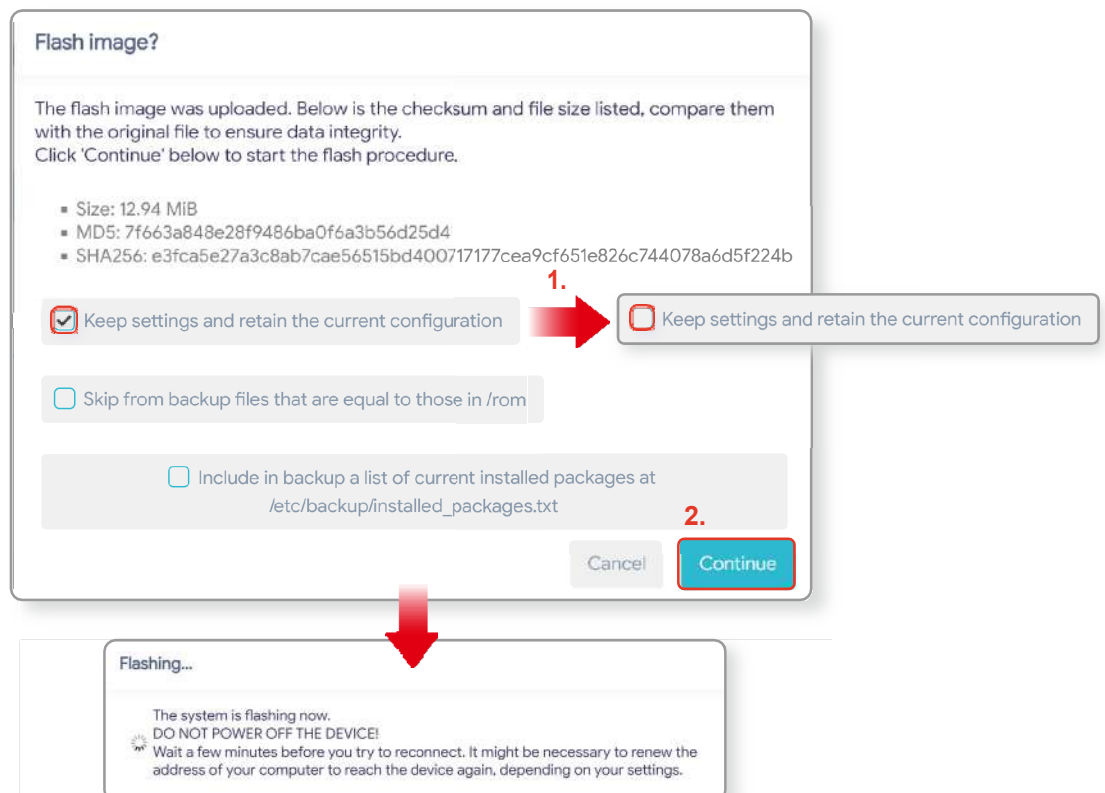 Flash image?
The flash image was uploaded. Below is the checksum and file size listed, compare them
with the original file to ensure data integrity.
Click 'Continue' below to start the flash procedure.
Size: 12.94 MiB
MD5: 7f663a848e28f9486ba0f6a3b56d25d4
SHA256: e3fca5e27a3c8ab7cae56515bd400717177cea9cf651e826c744078a6d5f224b
1.
Keep settings and retain the current configuration
Keep settings and retain the current configuration
Skip from backup files that are equal to those in /rom
Include in backup a list of current installed packages at
/etc/backup/installed_packages.txt
2.
Cancel
Continue
Flashing...
The system is flashing now.
DO NOT POWER OFF THE DEVICE!
Wait a few minutes before you try to reconnect. It might be necessary to renew the
address of your computer to reach the device again, depending on your settings.